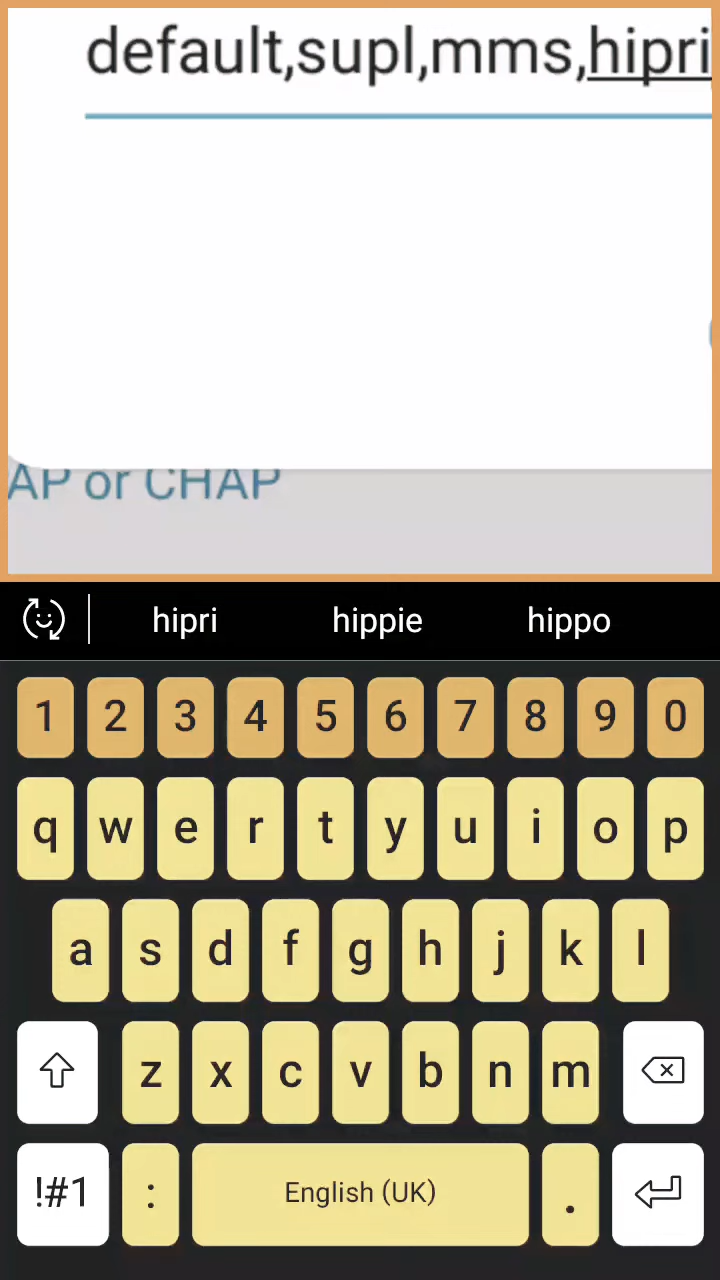 default,supl,mms,hipri
AP or CHAP
hipri hippie hippo
1 2 3 4 5 6 7 8 9 0
q w e r t y u i o p
a s d f g h j k l
z x c v b n m
!#1 : English (UK) .